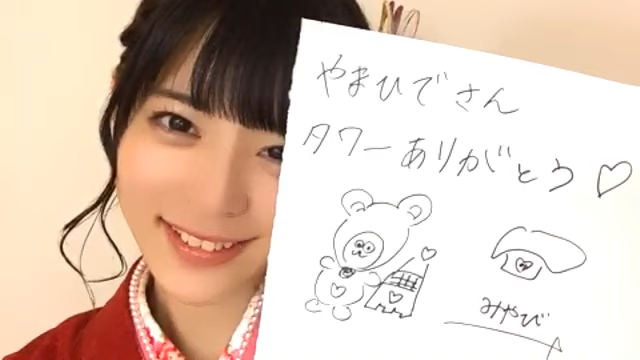 やまひでさん
タワーありがとう♡
みやび